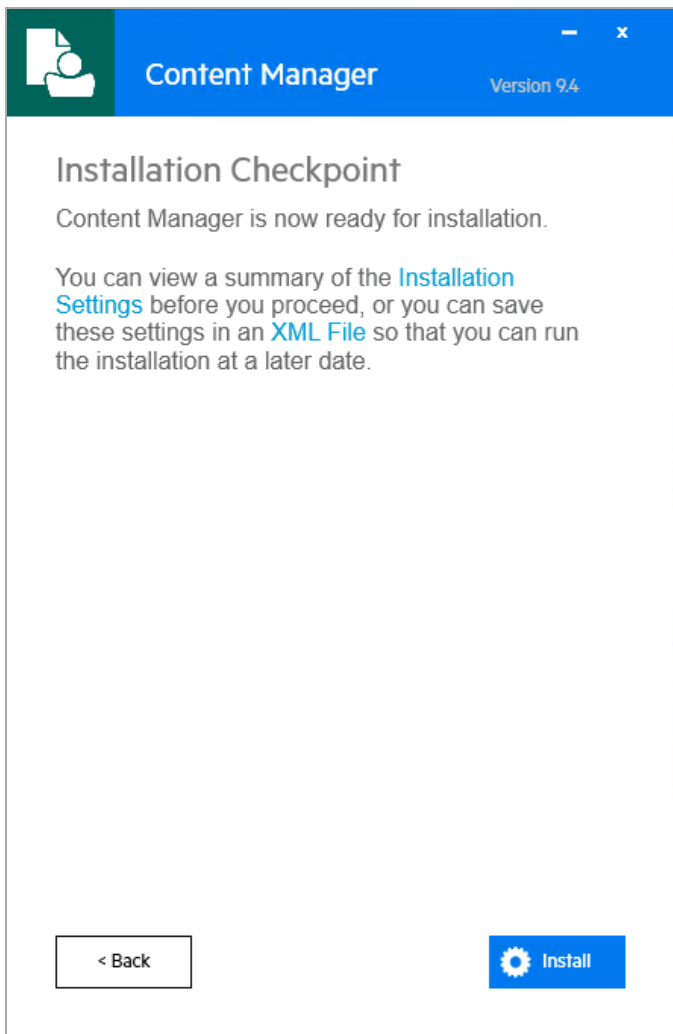 – x
Content Manager
Version 9.4
Installation Checkpoint
Content Manager is now ready for installation.
You can view a summary of the Installation
Settings before you proceed, or you can save
these settings in an XML File so that you can run
the installation at a later date.
< Back
Install